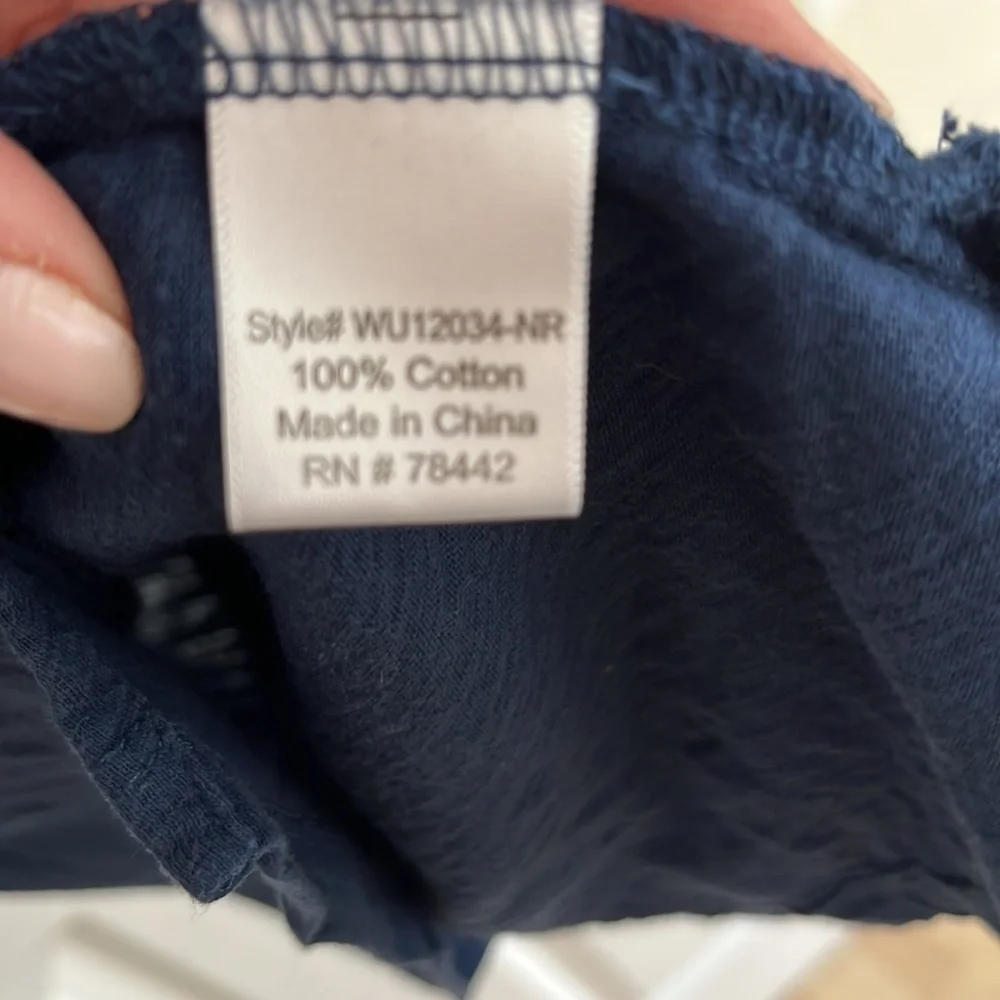 Style# WU12034-NR
100% Cotton
Made in China
RN # 78442